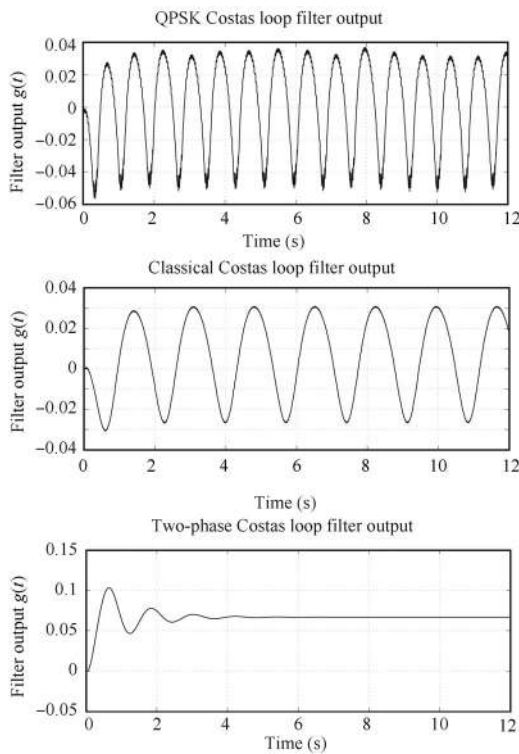 QPSK Costas loop filter output
Filter output g(t)
0.04
0.02
0
−0.02
−0.04
−0.06
0 2 4 6 8 10 12
Time (s)
Classical Costas loop filter output
Filter output g(t)
0.04
0.02
0
−0.02
−0.04
0 2 4 6 8 10 12
Time (s)
Two-phase Costas loop filter output
Filter output g(t)
0.15
0.1
0.05
0
−0.05
0 2 4 6 8 10 12
Time (s)